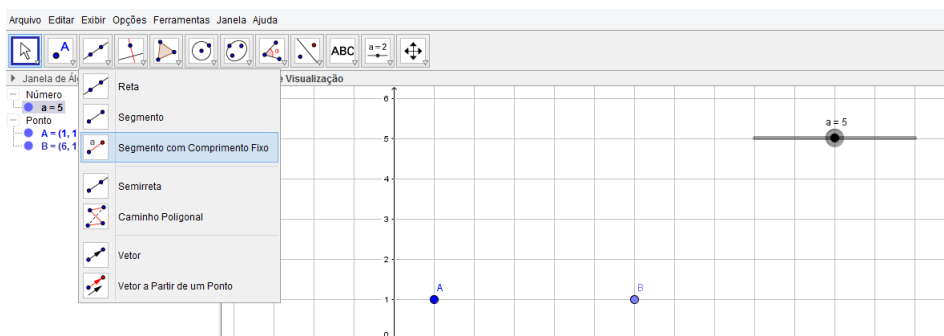 Arquivo Editar Exibir Opções Ferramentas Janela Ajuda
A
α
ABC
a=2
Janela de Ál
Visualização
Número
a = 5
Ponto
A = (1, 1
B = (6, 1
Reta
Segmento
a
Segmento com Comprimento Fixo
Semirreta
Caminho Poligonal
Vetor
Vetor a Partir de um Ponto
6
5
4
3
2
1
0
a = 5
A
B